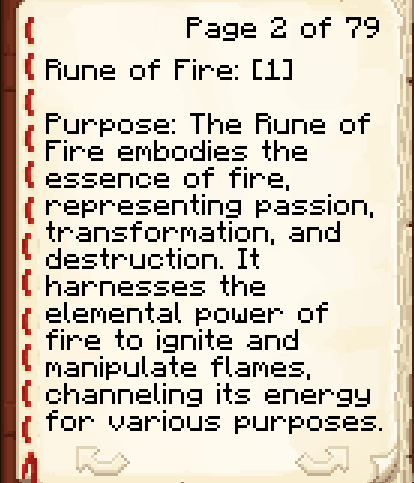 Page 2 of 79
Rune of Fire: [1]
Purpose: The Rune of
Fire embodies the
essence of fire,
representing passion,
transformation, and
destruction. It
harnesses the
elemental power of
fire to ignite and
manipulate flames,
channeling its energy
for various purposes.